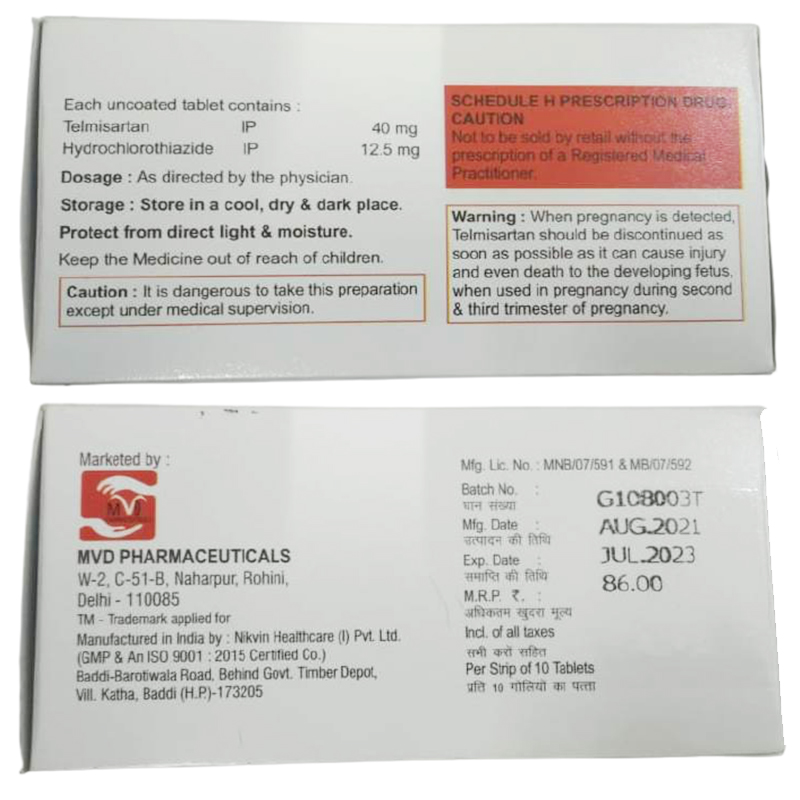 Each uncoated tablet contains :
Telmisartan IP 40 mg
Hydrochlorothiazide IP 12.5 mg
Dosage : As directed by the physician.
Storage : Store in a cool, dry & dark place.
Protect from direct light & moisture.
Keep the Medicine out of reach of children.
Caution : It is dangerous to take this preparation
except under medical supervision.
SCHEDULE H PRESCRIPTION DRUG,
CAUTION
Not to be sold by retail without the
prescription of a Registered Medical
Practitioner.
Warning : When pregnancy is detected,
Telmisartan should be discontinued as
soon as possible as it can cause injury
and even death to the developing fetus.
when used in pregnancy during second
& third trimester of pregnancy.
Marketed by :
MVD
MVD PHARMACEUTICALS
W-2, C-51-B, Naharpur, Rohini,
Delhi - 110085
TM - Trademark applied for
Manufactured in India by : Nikvin Healthcare (I) Pvt. Ltd.
(GMP & An ISO 9001 : 2015 Certified Co.)
Baddi-Barotiwala Road, Behind Govt. Timber Depot,
Vill. Katha, Baddi (H.P.)-173205
Mfg. Lic. No. : MNB/07/591 & MB/07/592
Batch No. : G108003T
घान संख्या
Mfg. Date : AUG.2021
उत्पादन की तिथि
Exp. Date : JUL.2023
समाप्ति की तिथि
M.R.P. ₹. : 86.00
अधिकतम खुदरा मूल्य
Incl. of all taxes
सभी करों सहित
Per Strip of 10 Tablets
प्रति 10 गोलियों का पत्ता